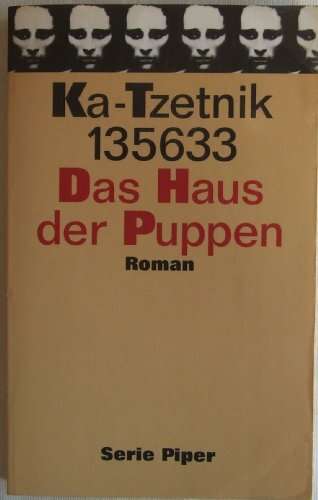 Ka-Tzetnik
135633
Das Haus
der Puppen
Roman
Serie Piper